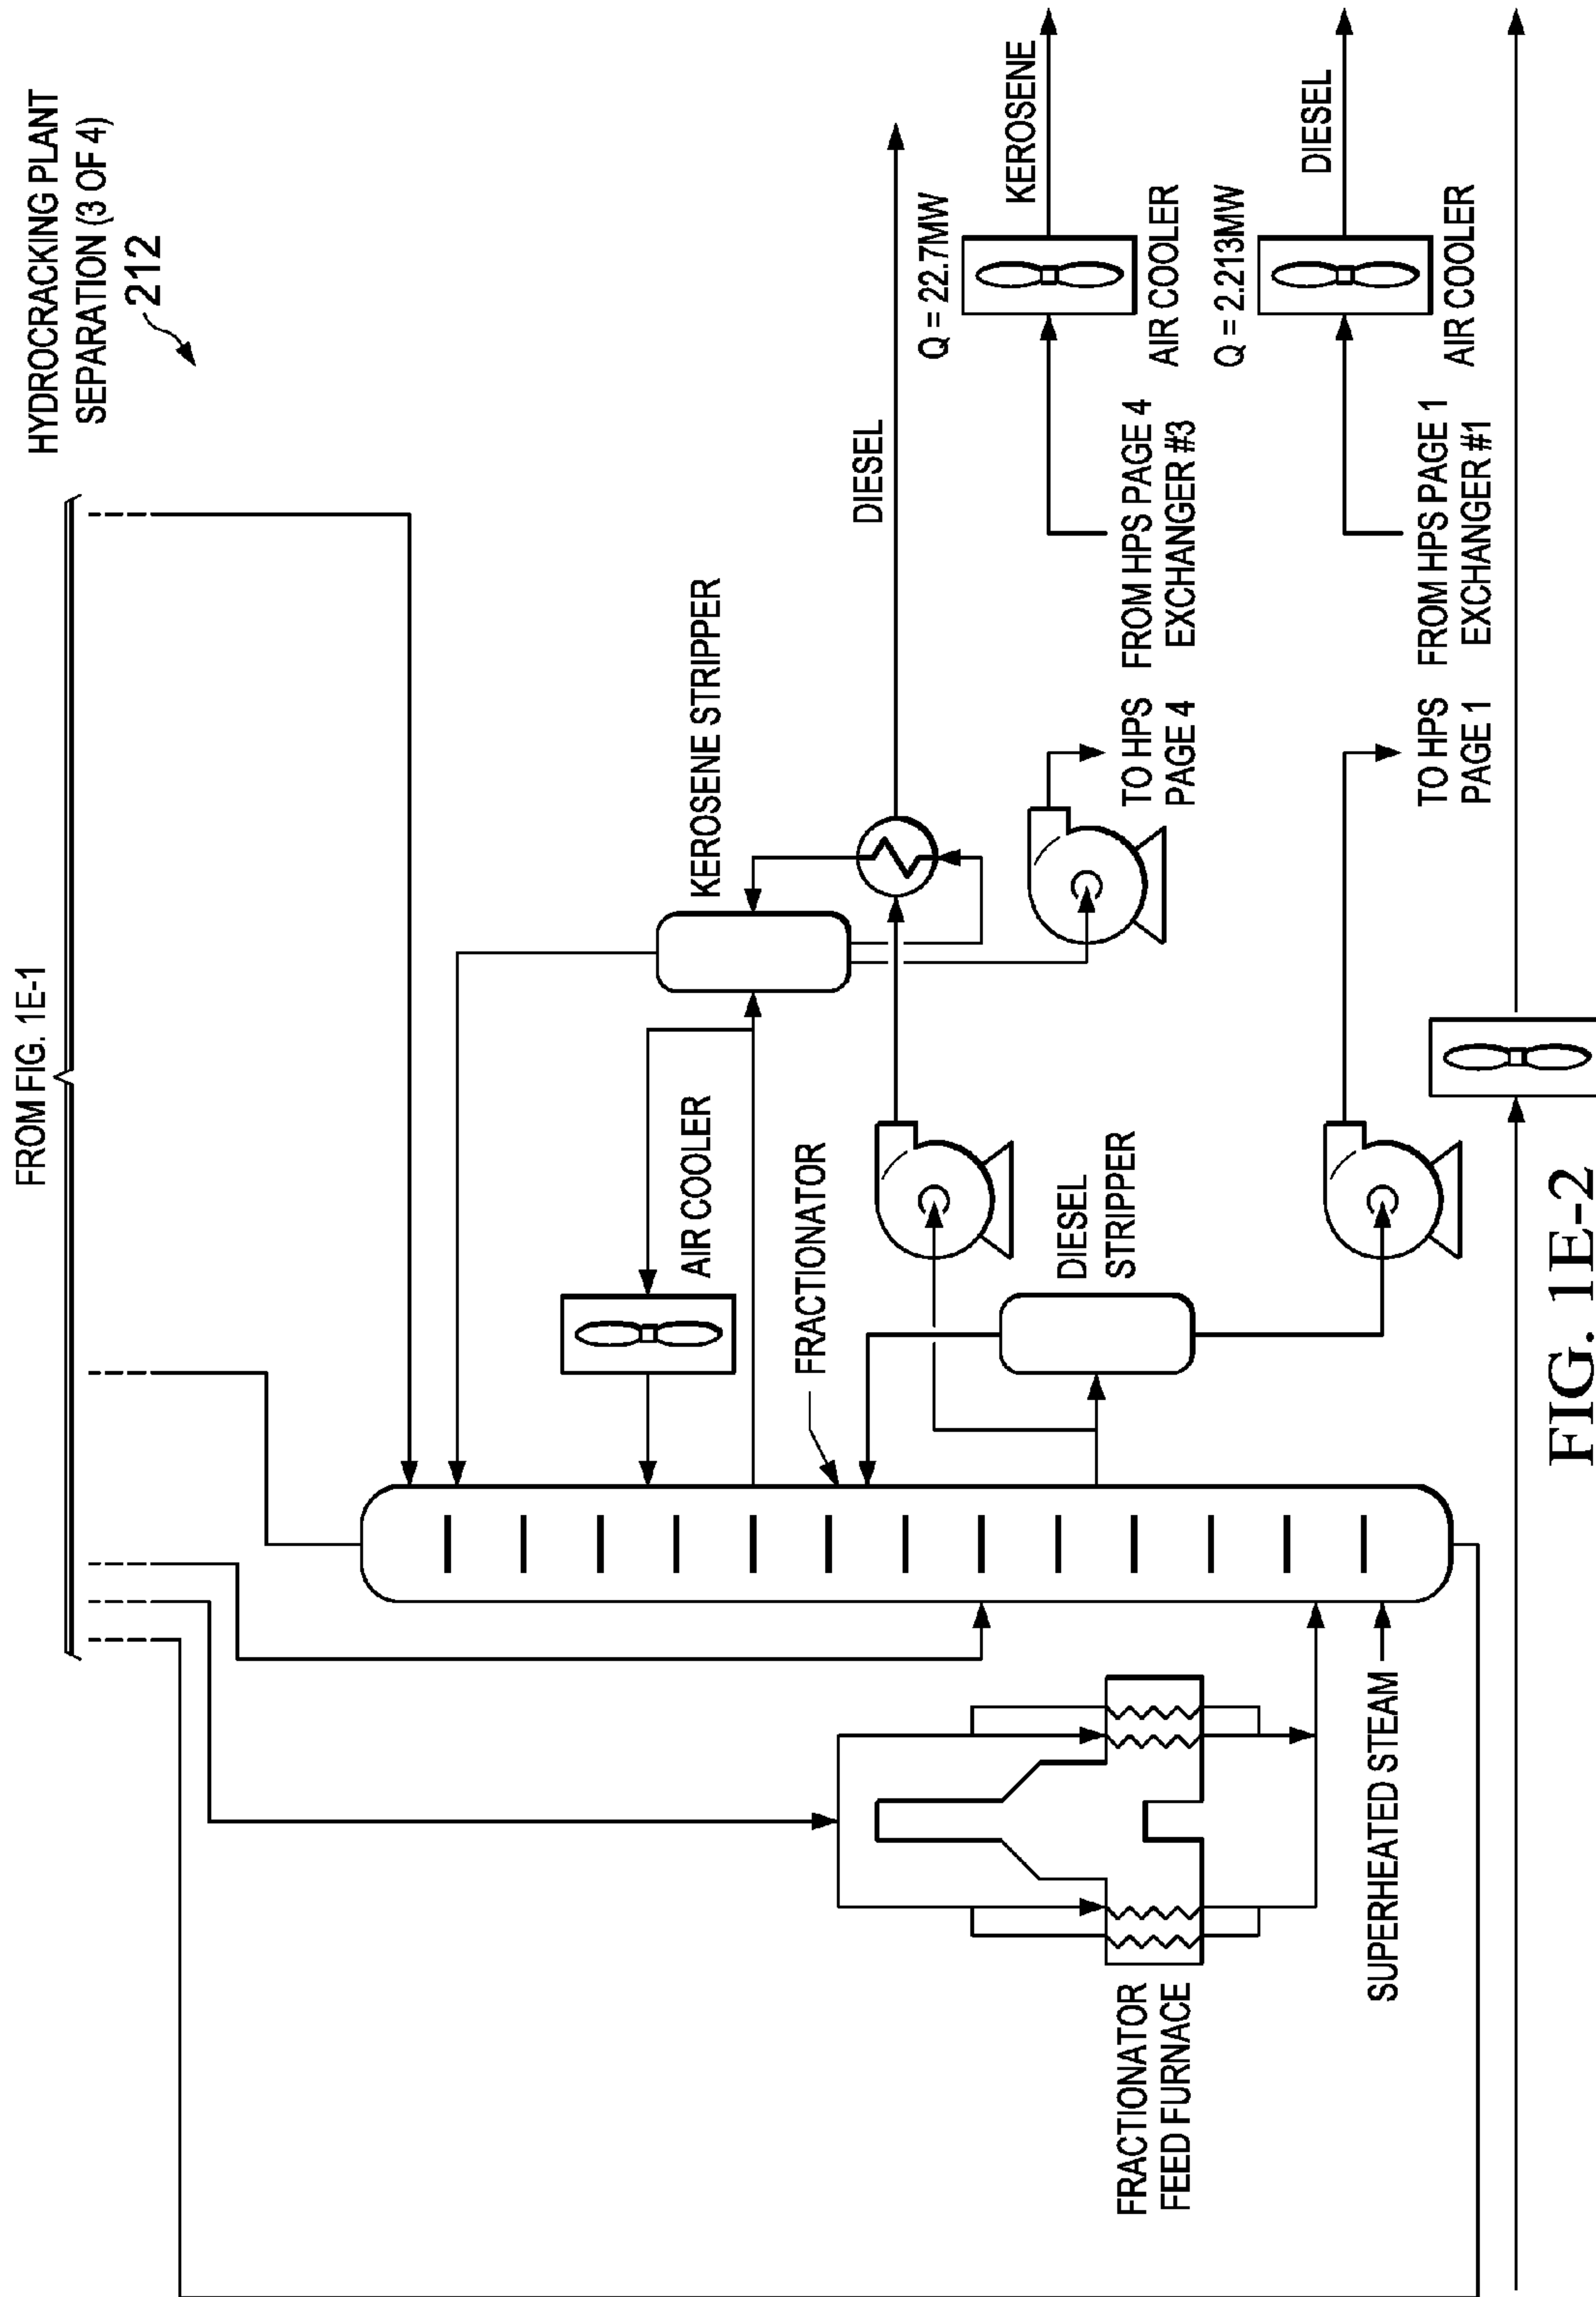 HYDROCRACKING PLANT
SEPARATION (3 OF 4)
212
FROM FIG. 1E-1
KEROSENE STRIPPER
AIR COOLER
FRACTIONATOR
DIESEL
DIESEL
STRIPPER
Q = 22.7MW
KEROSENE
AIR COOLER
TO HPS
PAGE 4
FROM HPS PAGE 4
EXCHANGER #3
Q = 2.213MW
DIESEL
AIR COOLER
TO HPS
PAGE 1
FROM HPS PAGE 1
EXCHANGER #1
FRACTIONATOR
FEED FURNACE
SUPERHEATED STEAM
FIG. 1E-2